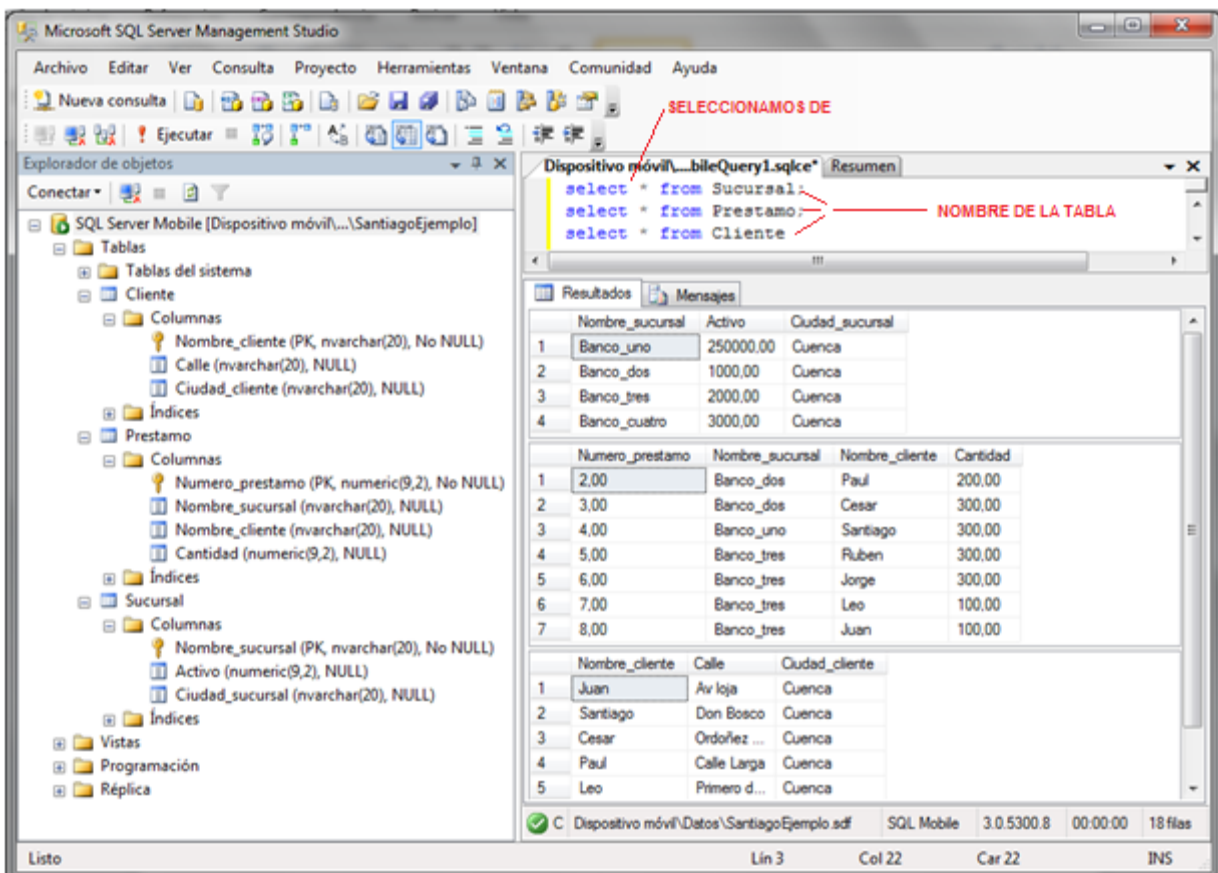 Microsoft SQL Server Management Studio
Archivo Editar Ver Consulta Proyecto Herramientas Ventana Comunidad Ayuda
Nueva consulta
SELECCIONAMOS DE
Ejecutar
Explorador de objetos
Conectar
SQL Server Mobile [Dispositivo móvil\...\SantiagoEjemplo]
Tablas
Tablas del sistema
Cliente
Columnas
Nombre_cliente (PK, nvarchar(20), No NULL)
Calle (nvarchar(20), NULL)
Ciudad_cliente (nvarchar(20), NULL)
Índices
Prestamo
Columnas
Numero_prestamo (PK, numeric(9,2), No NULL)
Nombre_sucursal (nvarchar(20), NULL)
Nombre_cliente (nvarchar(20), NULL)
Cantidad (numeric(9,2), NULL)
Índices
Sucursal
Columnas
Nombre_sucursal (PK, nvarchar(20), No NULL)
Activo (numeric(9,2), NULL)
Ciudad_sucursal (nvarchar(20), NULL)
Índices
Vistas
Programación
Réplica
Dispositivo móvil\....bileQuery1.sqlce* Resumen
select * from Sucursal;
select * from Prestamo;
select * from Cliente
NOMBRE DE LA TABLA
Resultados Mensajes
Nombre_sucursal Activo Ciudad_sucursal
1 Banco_uno 250000,00 Cuenca
2 Banco_dos 1000,00 Cuenca
3 Banco_tres 2000,00 Cuenca
4 Banco_cuatro 3000,00 Cuenca
Numero_prestamo Nombre_sucursal Nombre_cliente Cantidad
1 2,00 Banco_dos Paul 200,00
2 3,00 Banco_dos Cesar 300,00
3 4,00 Banco_uno Santiago 300,00
4 5,00 Banco_tres Ruben 300,00
5 6,00 Banco_tres Jorge 300,00
6 7,00 Banco_tres Leo 100,00
7 8,00 Banco_tres Juan 100,00
Nombre_cliente Calle Ciudad_cliente
1 Juan Av loja Cuenca
2 Santiago Don Bosco Cuenca
3 Cesar Ordoñez ... Cuenca
4 Paul Calle Larga Cuenca
5 Leo Primero d... Cuenca
C Dispositivo móvil\Datos\SantiagoEjemplo.sdf SQL Mobile 3.0.5300.8 00:00:00 18 filas
Listo Lín 3 Col 22 Car 22 INS